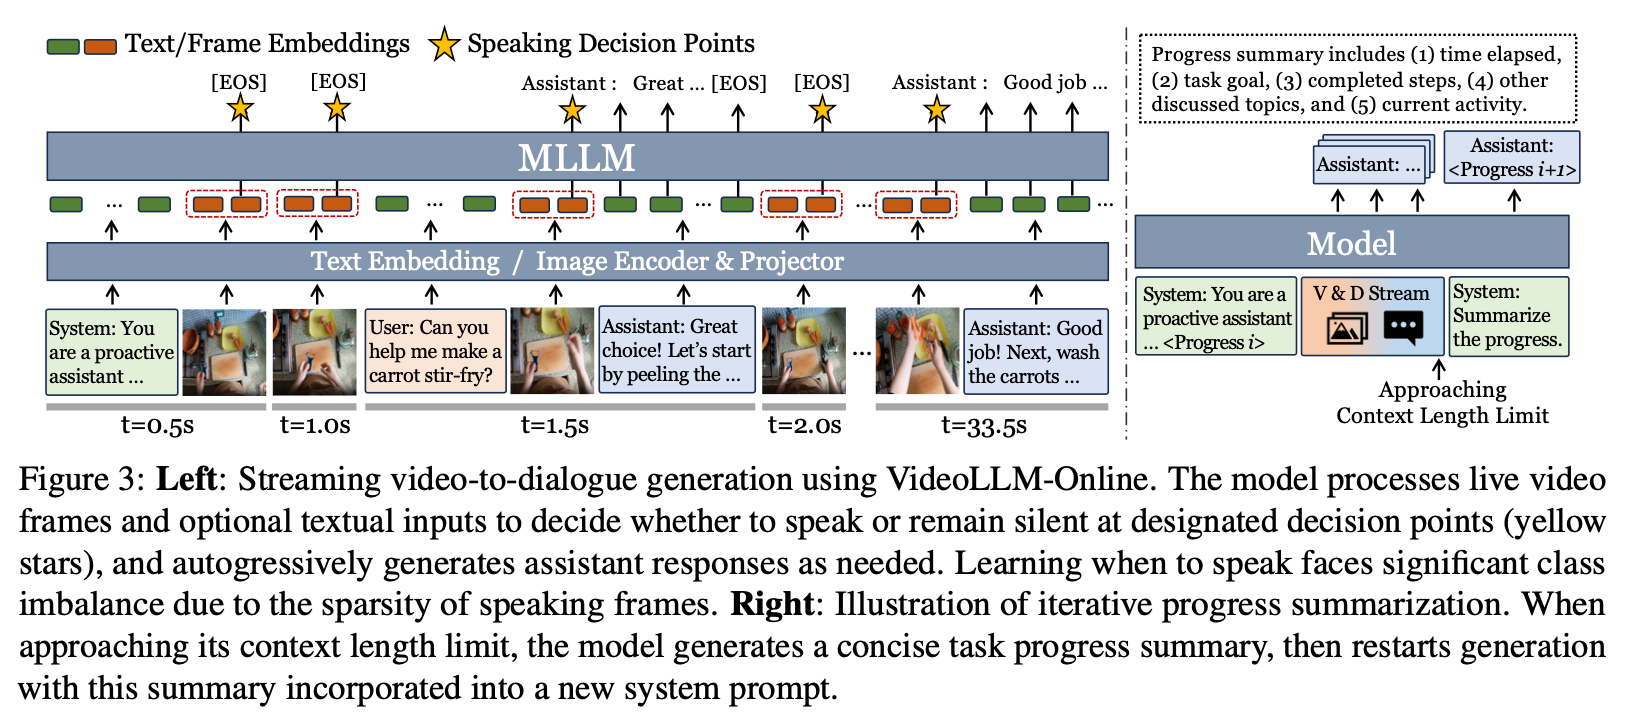 Text/Frame Embeddings
Speaking Decision Points
[EOS]
[EOS]
Assistant :
Great ... [EOS]
[EOS]
Assistant :
Good job ...
MLLM
...
...
...
...
...
Text Embedding / Image Encoder & Projector
System: You
are a proactive
assistant ...
User: Can you
help me make a
carrot stir-fry?
Assistant: Great
choice! Let's start
by peeling the ...
...
Assistant: Good
job! Next, wash
the carrots ...
t=0.5s
t=1.0s
t=1.5s
t=2.0s
t=33.5s
Progress summary includes (1) time elapsed,
(2) task goal, (3) completed steps, (4) other
discussed topics, and (5) current activity.
Assistant: ...
Assistant:
<Progress i+1>
Model
System: You are a
proactive assistant
... <Progress i>
V & D Stream
System:
Summarize
the progress.
Approaching
Context Length Limit
Figure 3: Left: Streaming video-to-dialogue generation using VideoLLM-Online. The model processes live video
frames and optional textual inputs to decide whether to speak or remain silent at designated decision points (yellow
stars), and autogressively generates assistant responses as needed. Learning when to speak faces significant class
imbalance due to the sparsity of speaking frames. Right: Illustration of iterative progress summarization. When
approaching its context length limit, the model generates a concise task progress summary, then restarts generation
with this summary incorporated into a new system prompt.